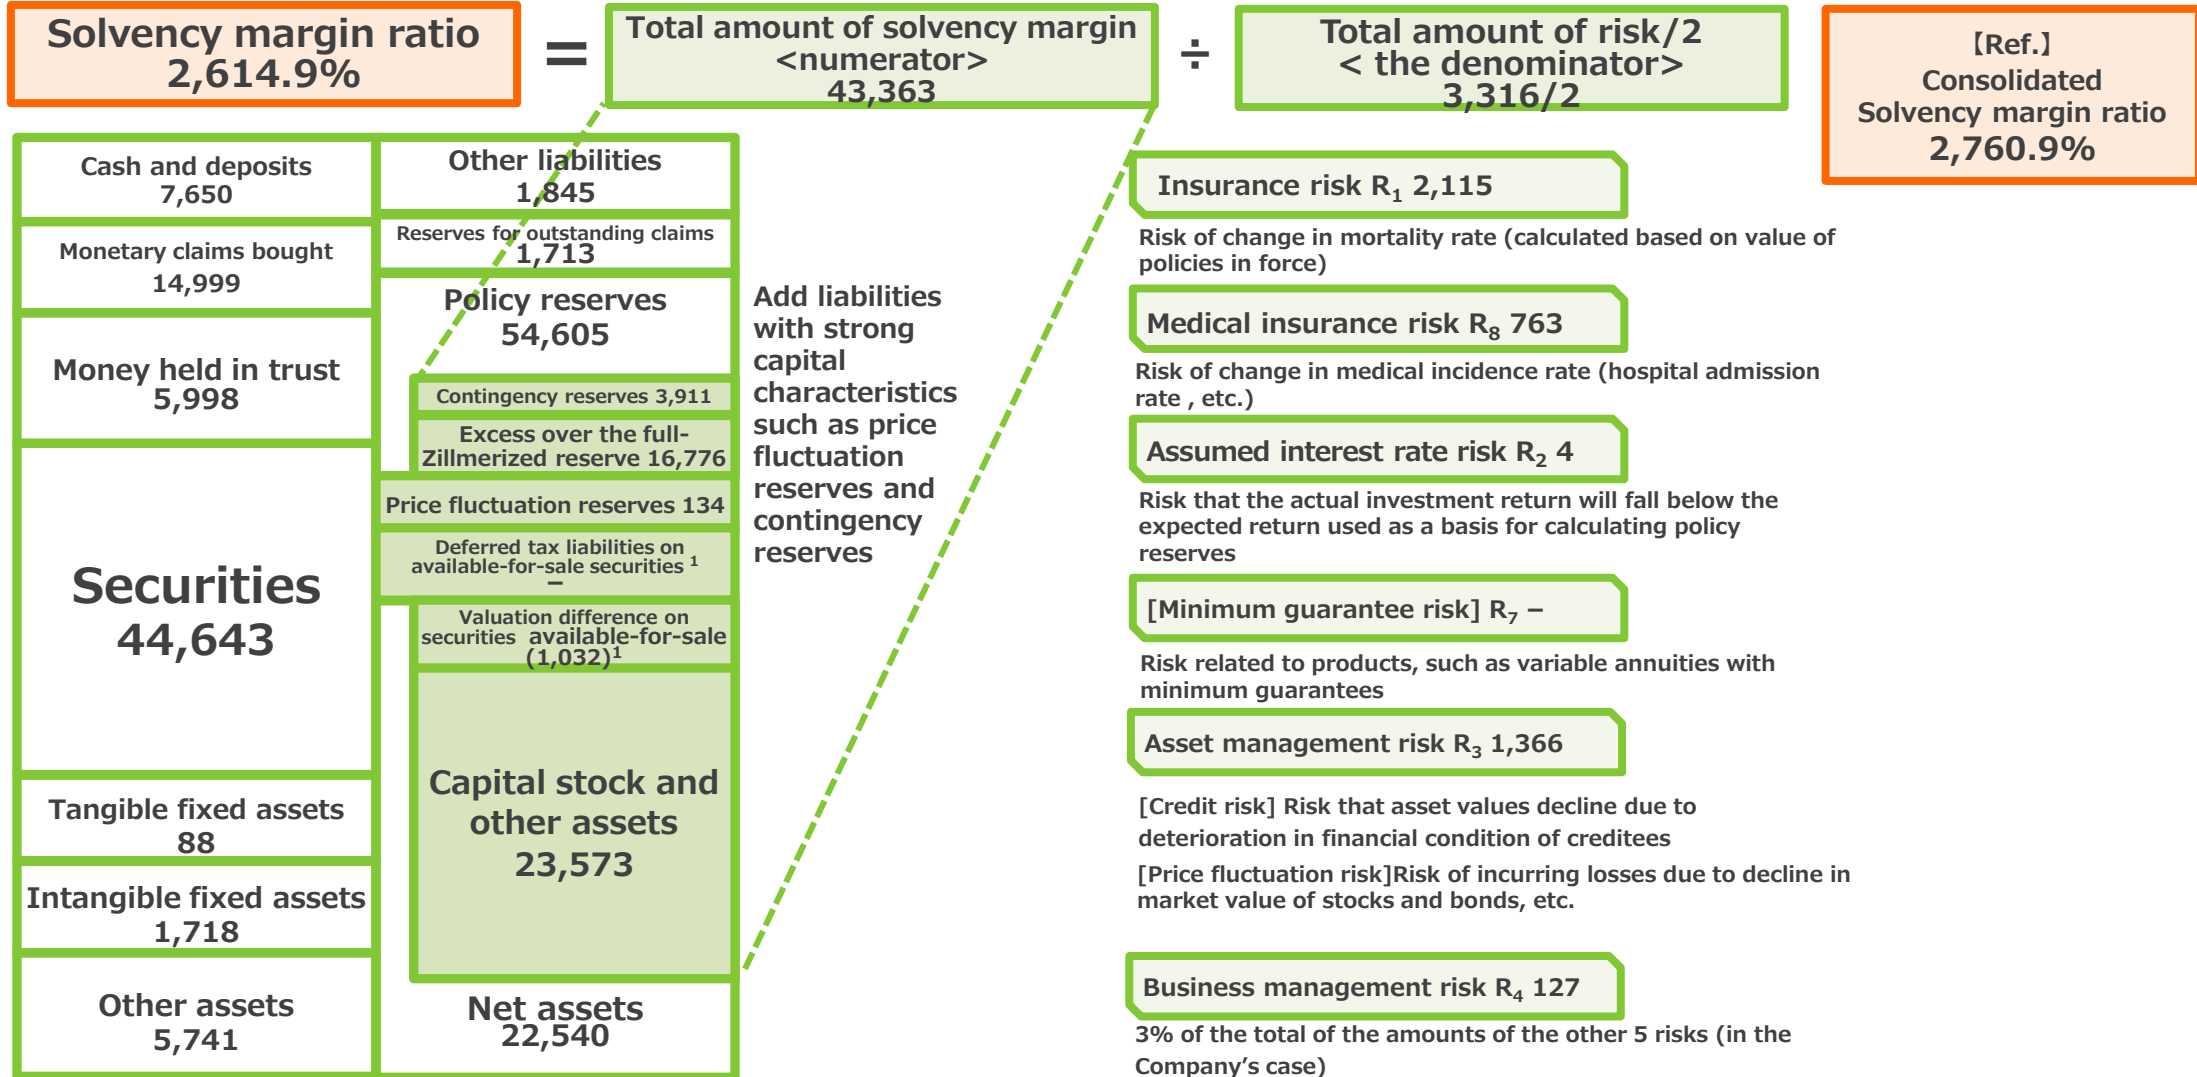 Solvency margin ratio
2,614.9%
=
Total amount of solvency margin
<numerator>
43,363
÷
Total amount of risk/2
< the denominator>
3,316/2
【Ref.】
Consolidated
Solvency margin ratio
2,760.9%
Cash and deposits
7,650
Monetary claims bought
14,999
Money held in trust
5,998
Securities
44,643
Tangible fixed assets
88
Intangible fixed assets
1,718
Other assets
5,741
Other liabilities
1,845
Reserves for outstanding claims
1,713
Policy reserves
54,605
Contingency reserves 3,911
Excess over the full-
Zillmerized reserve 16,776
Price fluctuation reserves 134
Deferred tax liabilities on
available-for-sale securities 1
–
Valuation difference on
securities available-for-sale
(1,032)1
Capital stock and
other assets
23,573
Net assets
22,540
Add liabilities
with strong
capital
characteristics
such as price
fluctuation
reserves and
contingency
reserves
Insurance risk R1 2,115
Risk of change in mortality rate (calculated based on value of
policies in force)
Medical insurance risk R8 763
Risk of change in medical incidence rate (hospital admission
rate , etc.)
Assumed interest rate risk R2 4
Risk that the actual investment return will fall below the
expected return used as a basis for calculating policy
reserves
[Minimum guarantee risk] R7 –
Risk related to products, such as variable annuities with
minimum guarantees
Asset management risk R3 1,366
[Credit risk] Risk that asset values decline due to
deterioration in financial condition of creditees
[Price fluctuation risk]Risk of incurring losses due to decline in
market value of stocks and bonds, etc.
Business management risk R4 127
3% of the total of the amounts of the other 5 risks (in the
Company's case)